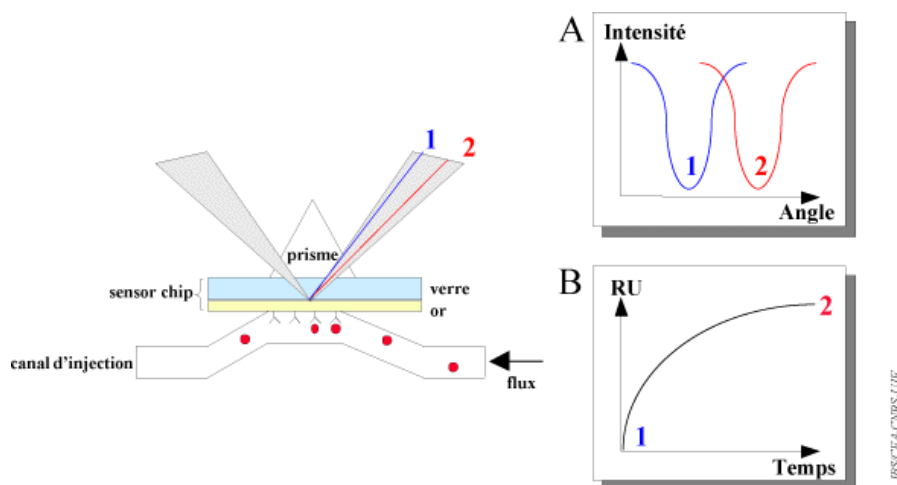 1
2
prisme
sensor chip
verre
or
canal d'injection
flux
A
Intensité
1
2
Angle
B
RU
2
1
Temps